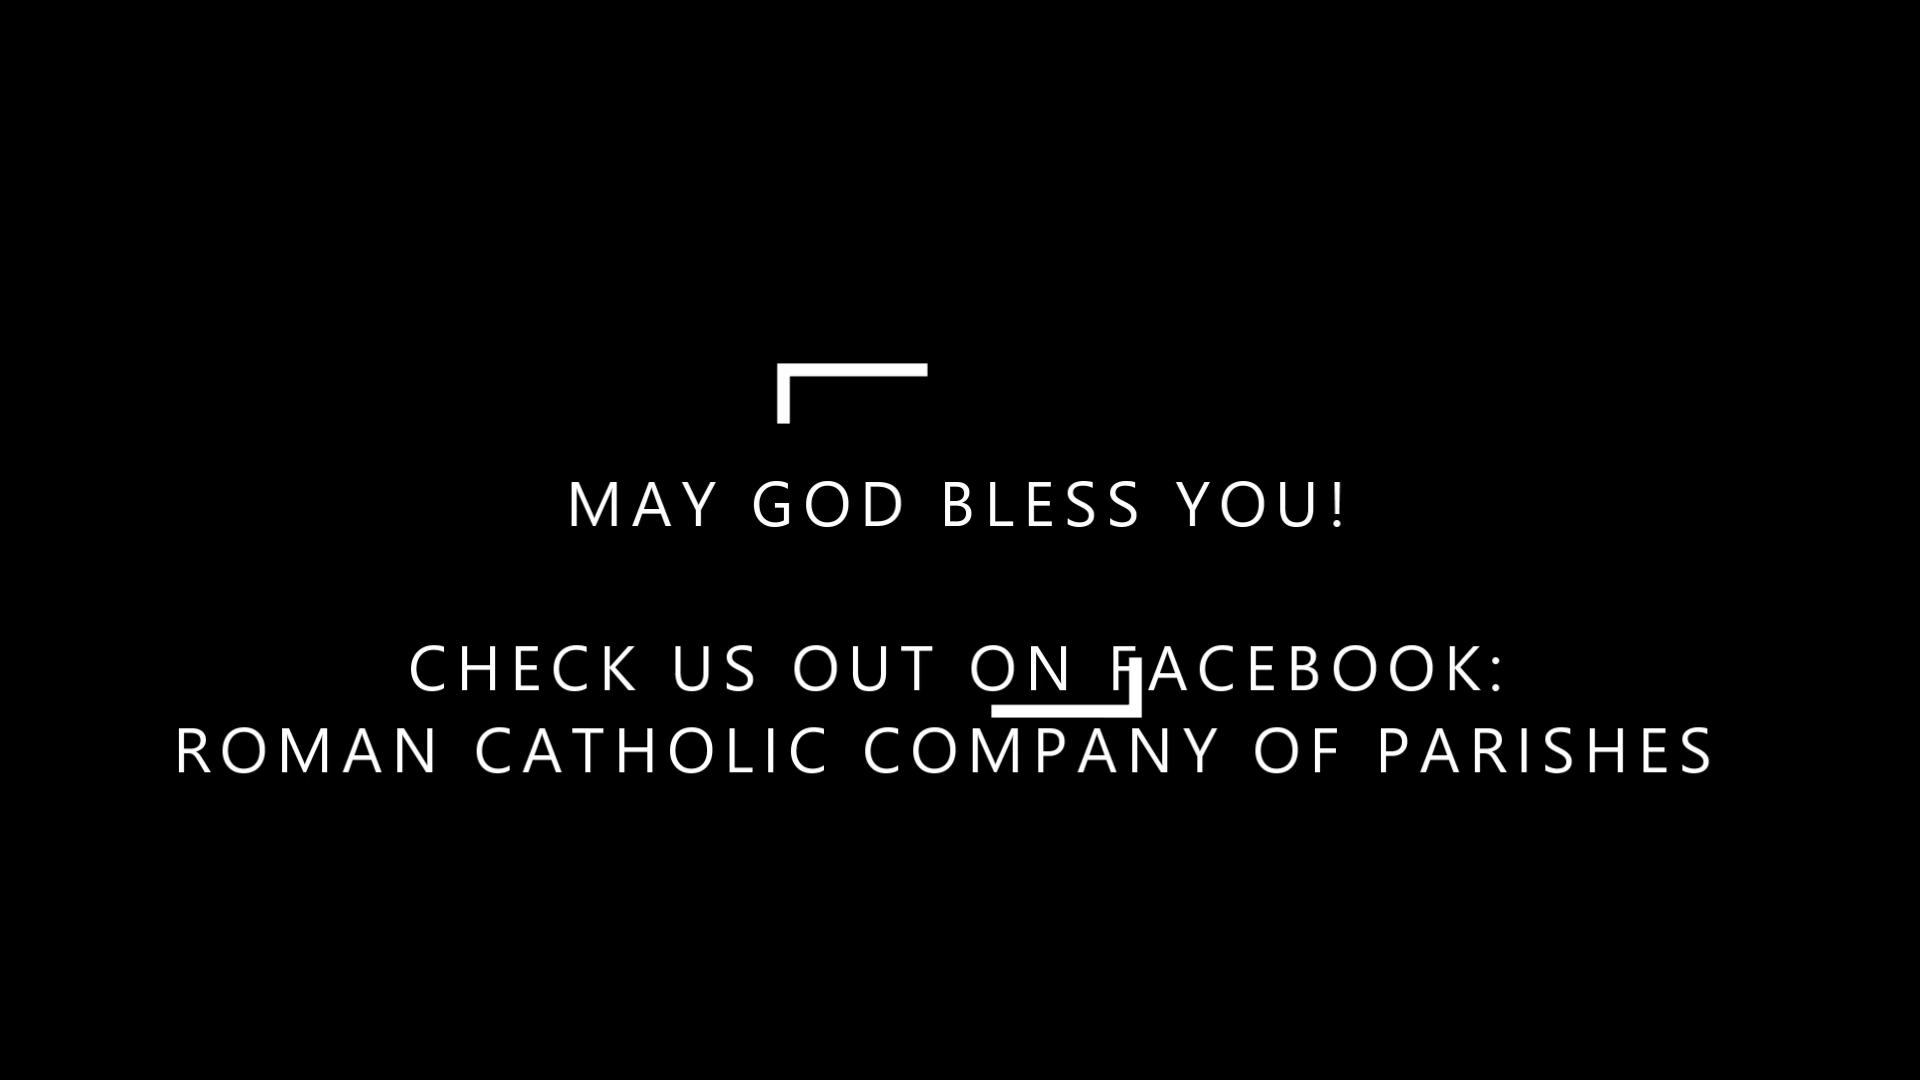 MAY GOD BLESS YOU!
CHECK US OUT ON FACEBOOK:
ROMAN CATHOLIC COMPANY OF PARISHES